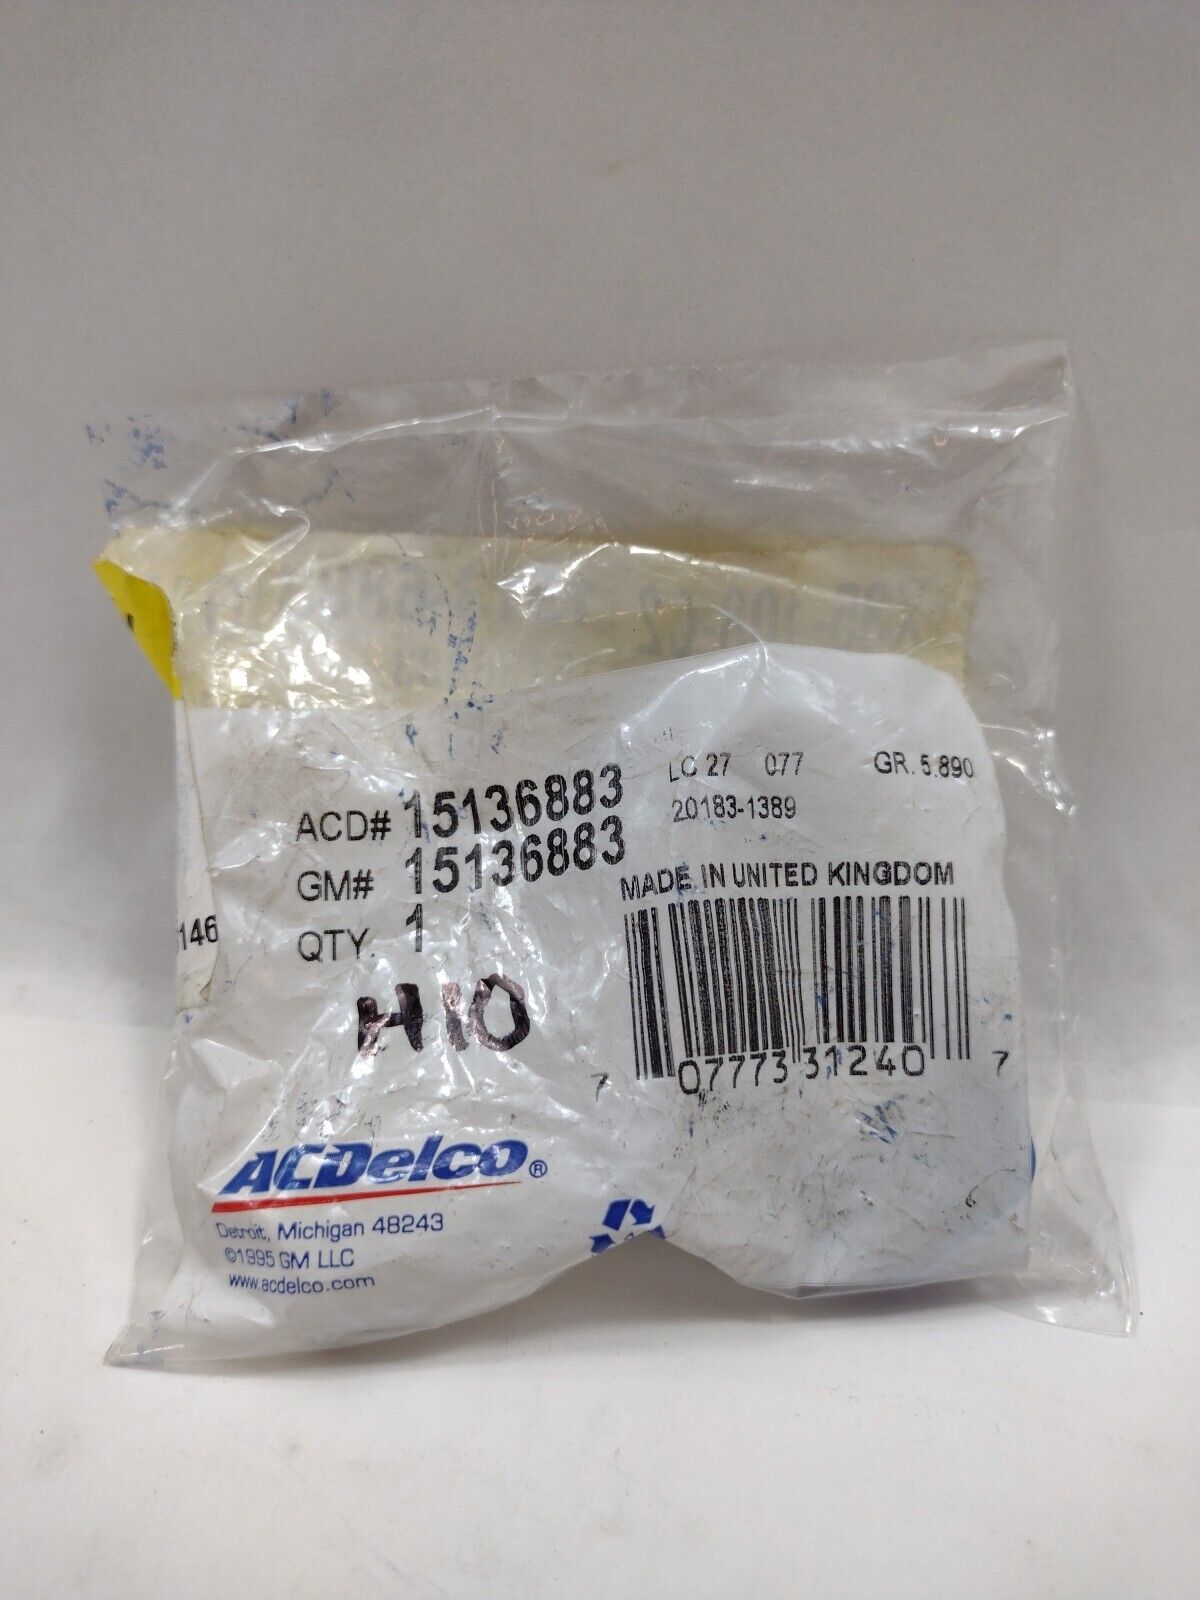 LC 27 077 GR. 5.890
20183-1389
ACD# 15136883
GM# 15136883
QTY. 1
MADE IN UNITED KINGDOM
146
H10
7 07773 31240 7
ACDelco®
Detroit, Michigan 48243
©1995 GM LLC
www.acdelco.com